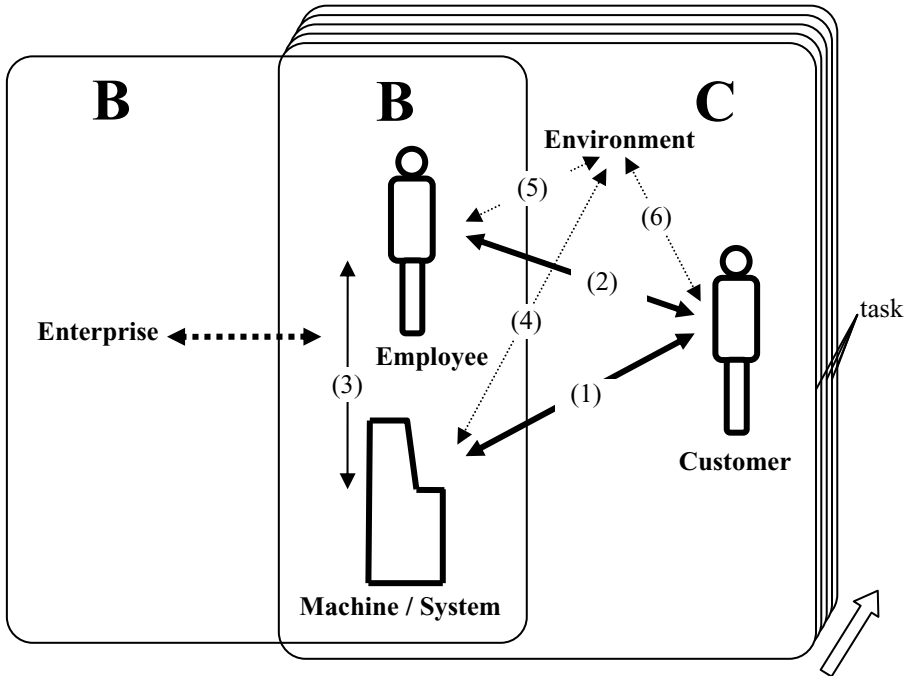 B
B
C
Environment
(5)
(6)
(2)
(4)
task
Enterprise
Employee
(3)
(1)
Customer
Machine / System